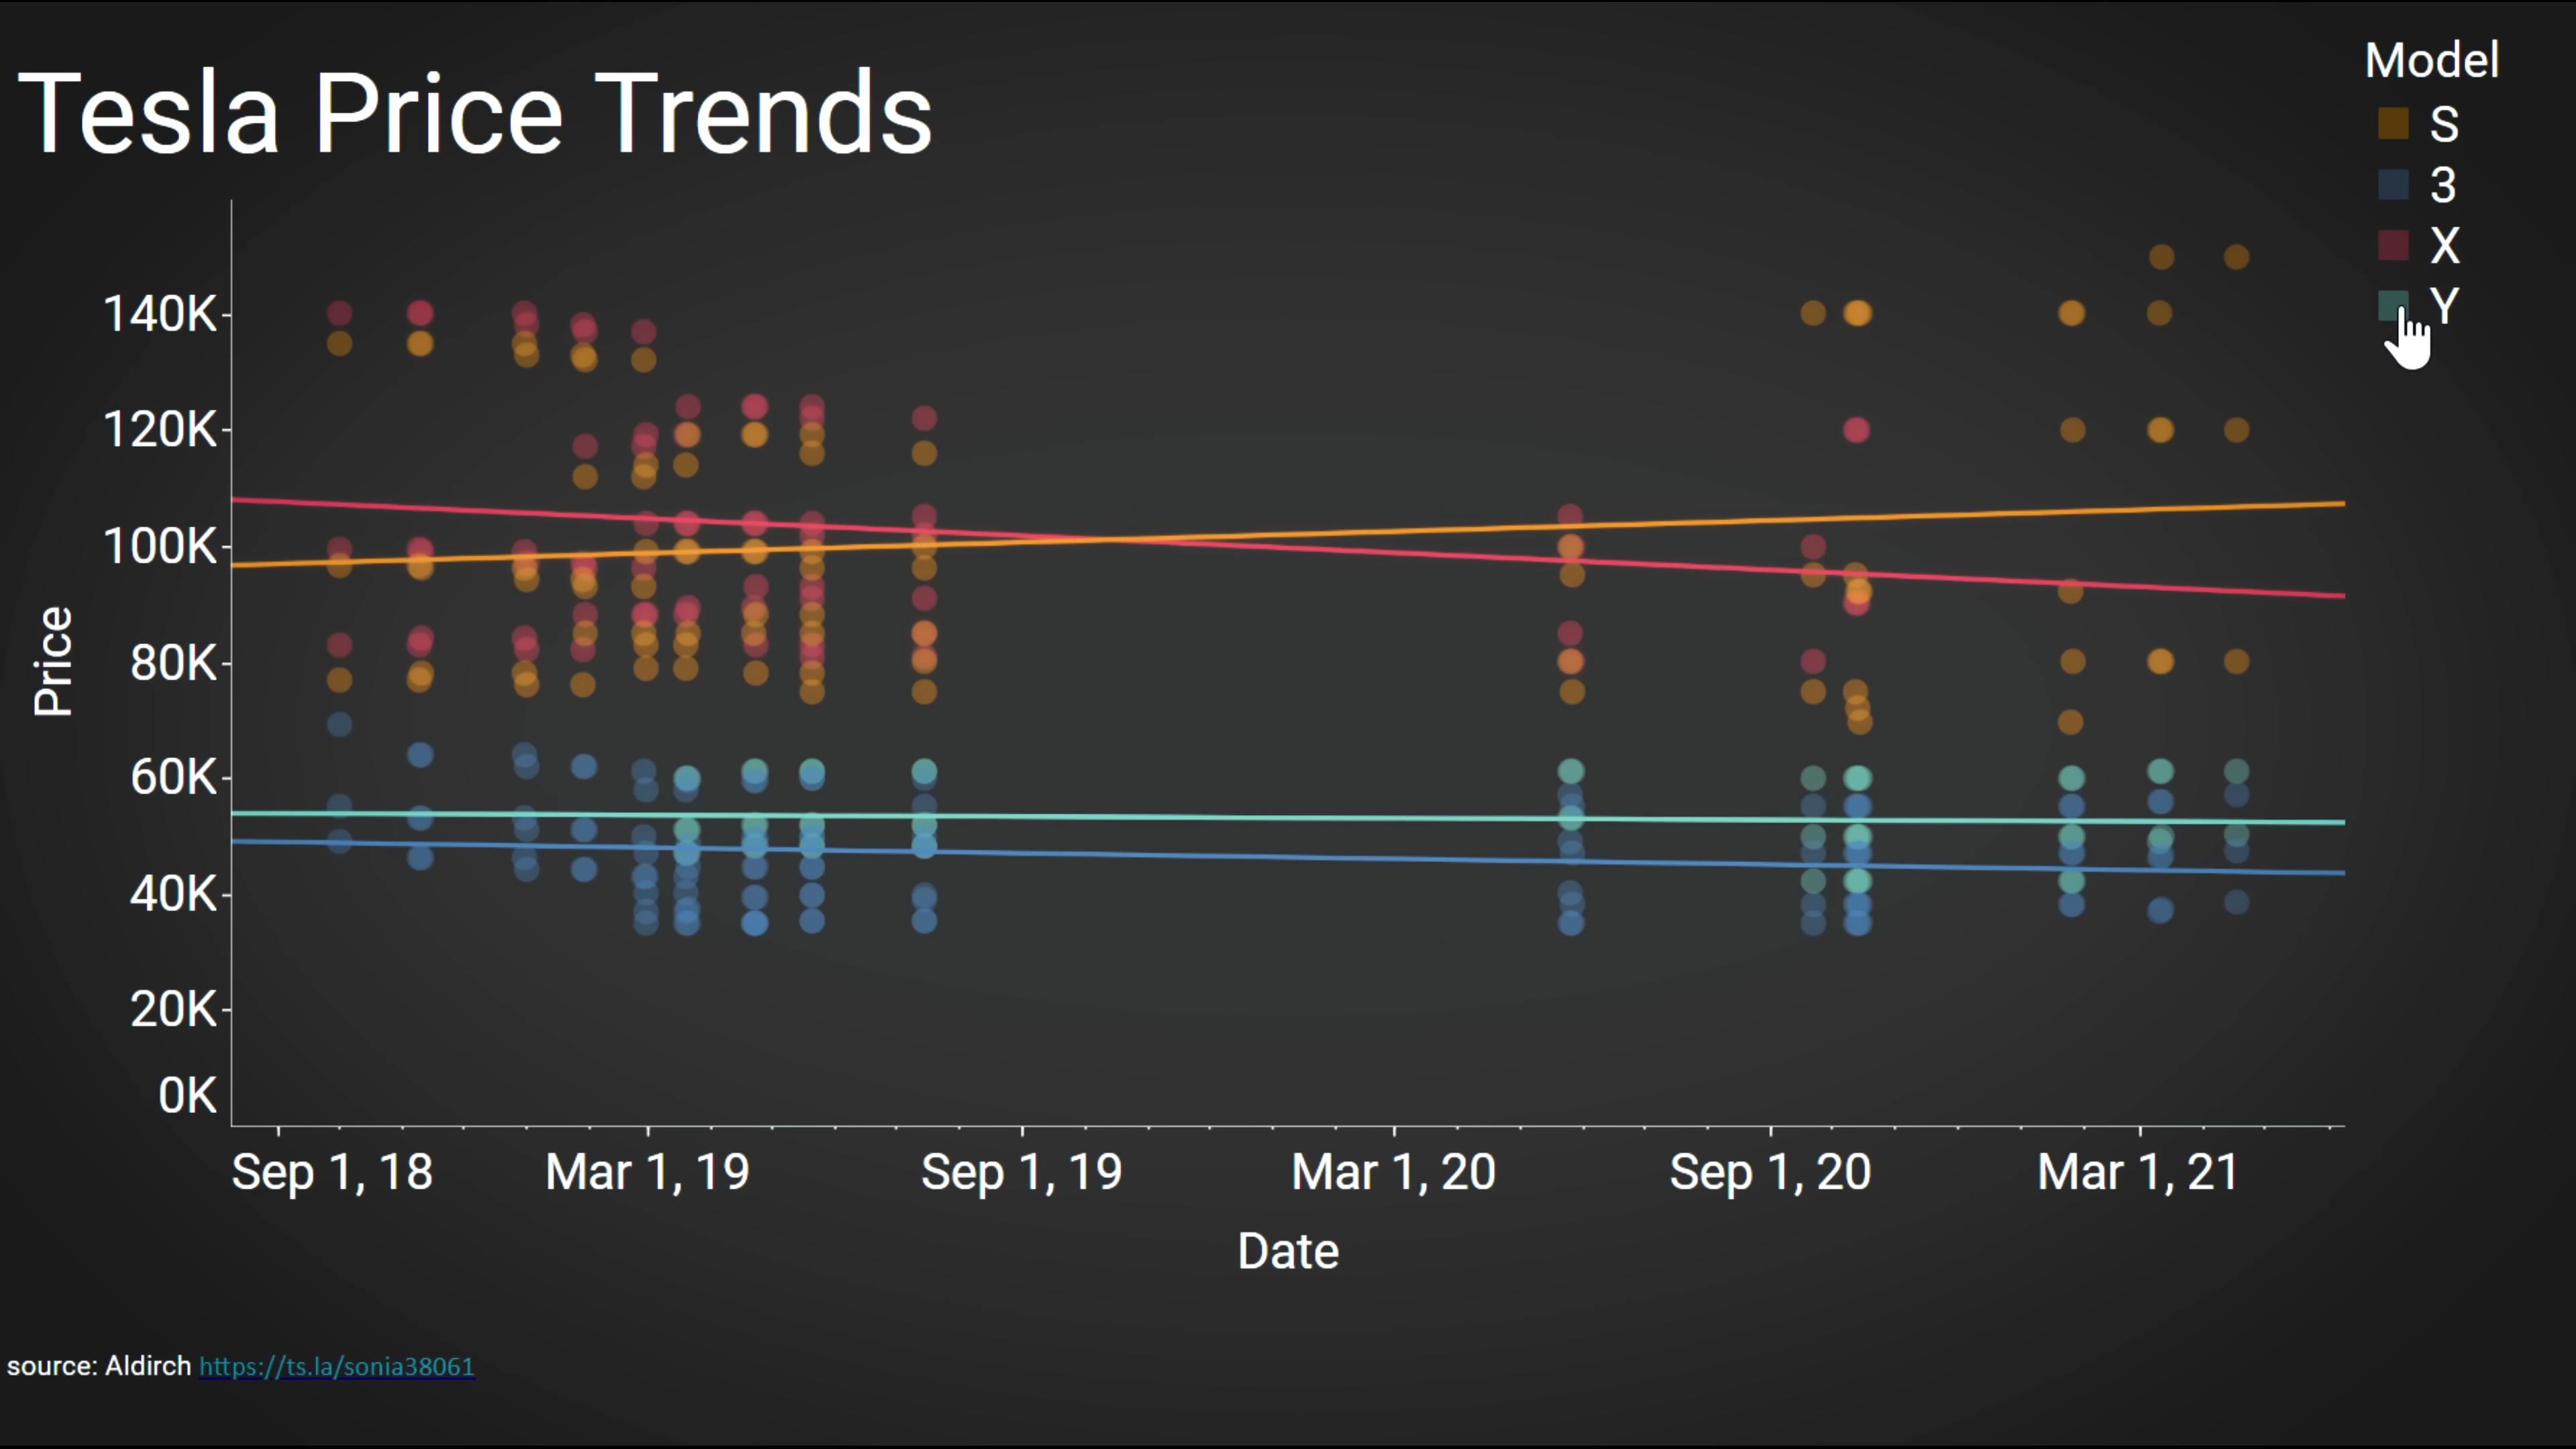 Tesla Price Trends
Model
S
3
X
Y
140K
120K
100K
80K
60K
40K
20K
0K
Price
Sep 1, 18 Mar 1, 19 Sep 1, 19 Mar 1, 20 Sep 1, 20 Mar 1, 21
Date
source: Aldirch https://ts.la/sonia38061